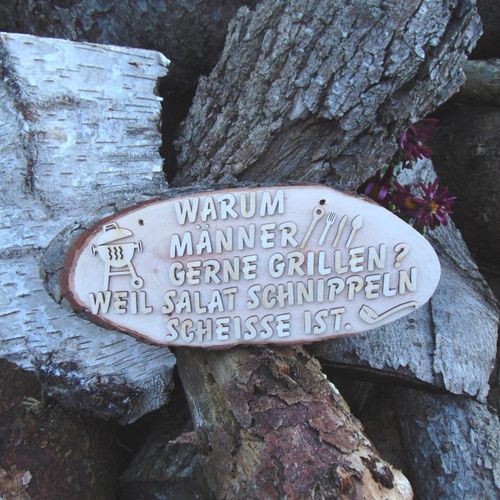 WARUM
MÄNNER
GERNE GRILLEN?
WEIL SALAT SCHNIPPELN
SCHEISSE IST.